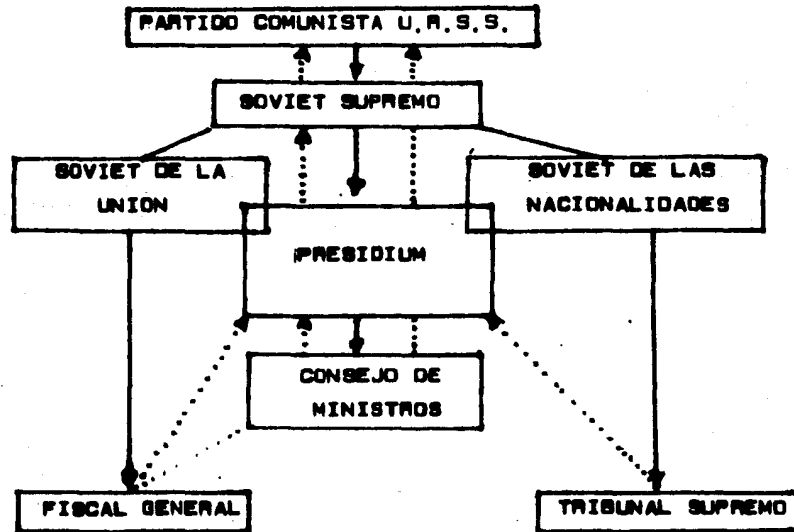 PARTIDO COMUNISTA U.R.S.S.
SOVIET SUPREMO
SOVIET DE LA
UNION
SOVIET DE LAS
NACIONALIDADES
PRESIDIUM
CONSEJO DE
MINISTROS
FISCAL GENERAL
TRIBUNAL SUPREMO